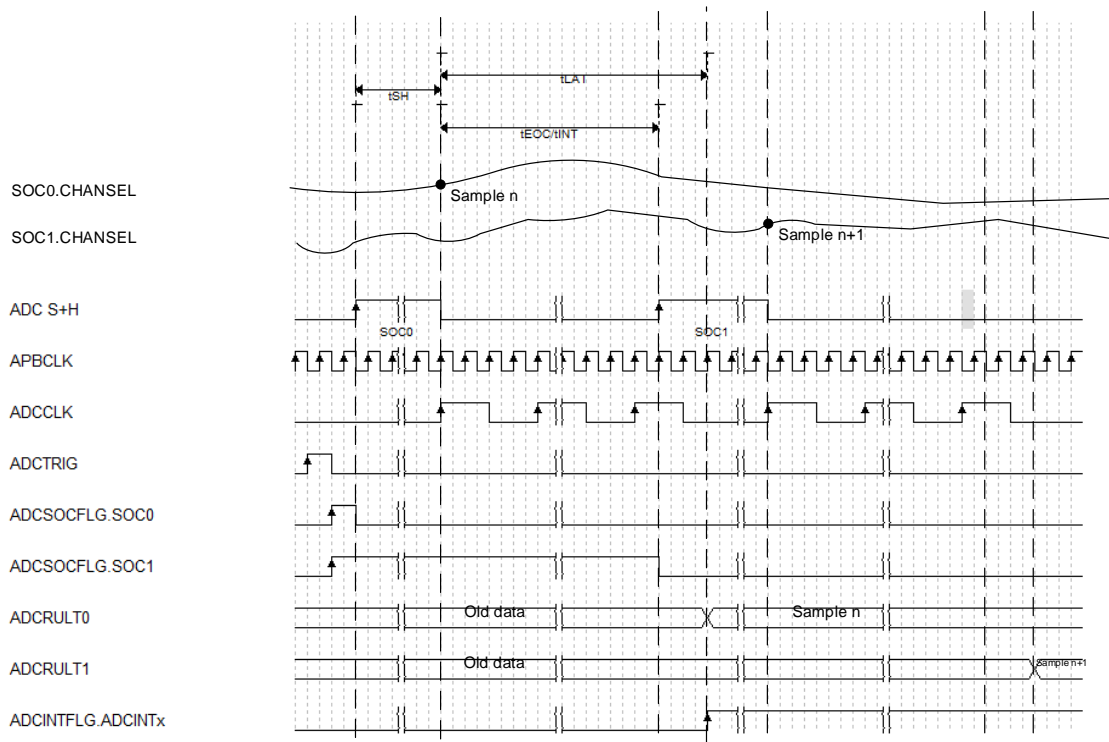 tLAT
tSH
tEOC/tINT
SOC0.CHANSEL
Sample n
SOC1.CHANSEL
Sample n+1
ADC S+H
SOC0
SOC1
APBCLK
ADCCLK
ADCTRIG
ADCSOCFLG.SOC0
ADCSOCFLG.SOC1
ADCRULT0
Old data
Sample n
ADCRULT1
Old data
Sample n+1
ADCINTFLG.ADCINTx